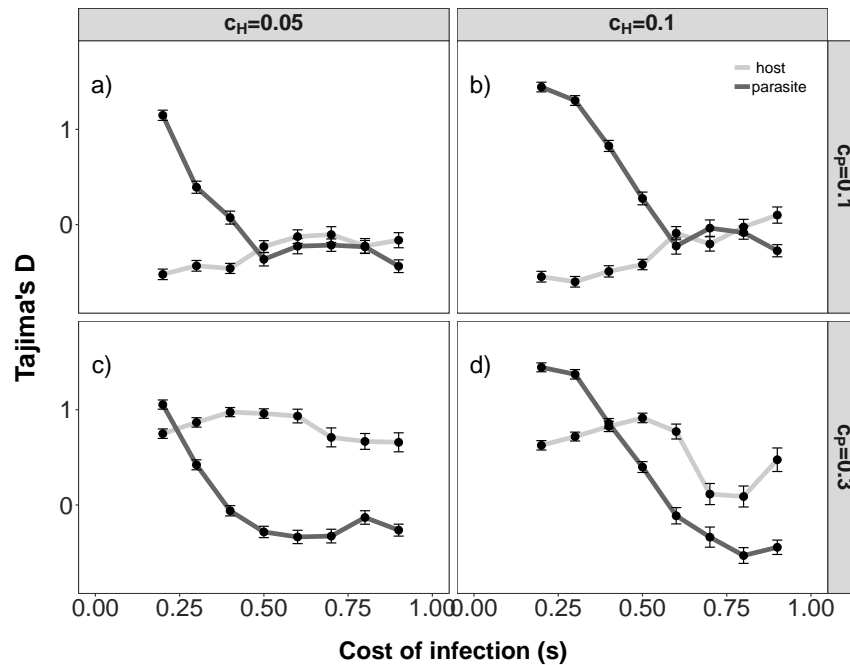 c_H=0.05
c_H=0.1
a)
b)
host
parasite
1
0
c_P=0.1
Tajima's D
c)
d)
1
0
c_P=0.3
0.00 0.25 0.50 0.75 1.00
0.00 0.25 0.50 0.75 1.00
Cost of infection (s)